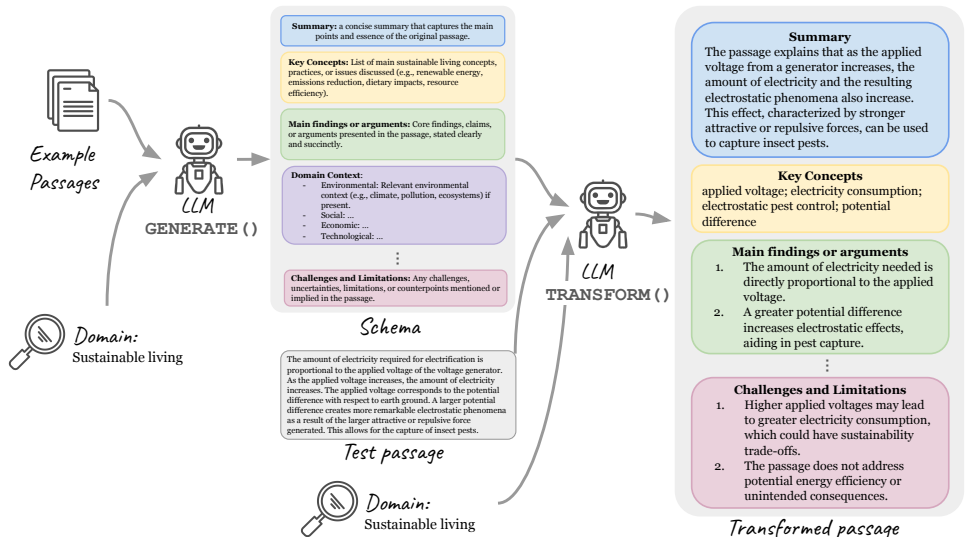 Example
Passages
LLM
GENERATE()
Domain:
Sustainable living
Summary: a concise summary that captures the main
points and essence of the original passage.
Key Concepts: List of main sustainable living concepts,
practices, or issues discussed (e.g., renewable energy,
emissions reduction, dietary impacts, resource
efficiency).
Main findings or arguments: Core findings, claims,
or arguments presented in the passage, stated clearly
and succinctly.
Domain Context:
- Environmental: Relevant environmental
context (e.g., climate, pollution, ecosystems) if
present.
- Social: ...
- Economic: ...
- Technological: ...
⋮
Challenges and Limitations: Any challenges,
uncertainties, limitations, or counterpoints mentioned or
implied in the passage.
Schema
The amount of electricity required for electrification is
proportional to the applied voltage of the voltage generator.
As the applied voltage increases, the amount of electricity
increases. The applied voltage corresponds to the potential
difference with respect to earth ground. A larger potential
difference creates more remarkable electrostatic phenomena
as a result of the larger attractive or repulsive force
generated. This allows for the capture of insect pests.
Test passage
Domain:
Sustainable living
LLM
TRANSFORM()
Summary
The passage explains that as the applied
voltage from a generator increases, the
amount of electricity and the resulting
electrostatic phenomena also increase.
This effect, characterized by stronger
attractive or repulsive forces, can be used
to capture insect pests.
Key Concepts
applied voltage; electricity consumption;
electrostatic pest control; potential
difference
Main findings or arguments
1. The amount of electricity needed is
directly proportional to the applied
voltage.
2. A greater potential difference
increases electrostatic effects,
aiding in pest capture.
⋮
Challenges and Limitations
1. Higher applied voltages may lead
to greater electricity consumption,
which could have sustainability
trade-offs.
2. The passage does not address
potential energy efficiency or
unintended consequences.
Transformed passage